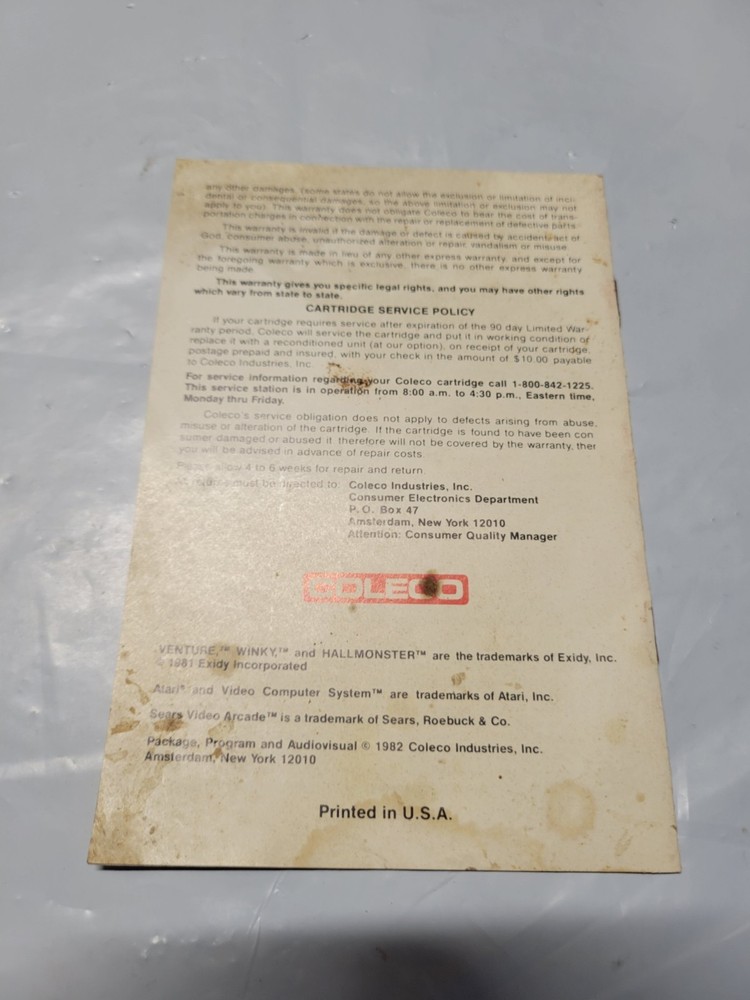 any other damages, (some states do not allow the exclusion or limitation of inci-
dental or consequential damages, so the above limitation or exclusion may not
apply to you). This warranty does not obligate Coleco to bear the cost of trans-
portation charges in connection with the repair or replacement of defective parts.
This warranty is invalid if the damage or defect is caused by accident, act of
God, consumer abuse, unauthorized alteration or repair, vandalism or misuse.
This warranty is made in lieu of any other express warranty, and except for
the foregoing warranty which is exclusive, there is no other express warranty
being made.
This warranty gives you specific legal rights, and you may have other rights
which vary from state to state.
CARTRIDGE SERVICE POLICY
If your cartridge requires service after expiration of the 90 day Limited War-
ranty period, Coleco will service the cartridge and put it in working condition or
replace it with a reconditioned unit (at our option), on receipt of your cartridge,
postage prepaid and insured, with your check in the amount of $10.00 payable
to Coleco Industries, Inc.
For service information regarding your Coleco cartridge call 1-800-842-1225.
This service station is in operation from 8:00 a.m. to 4:30 p.m., Eastern time,
Monday thru Friday.
Coleco's service obligation does not apply to defects arising from abuse,
misuse or alteration of the cartridge. If the cartridge is found to have been con
sumer damaged or abused it therefore will not be covered by the warranty, then
you will be advised in advance of repair costs.
Please allow 4 to 6 weeks for repair and return.
All returns must be directed to: Coleco Industries, Inc.
Consumer Electronics Department
P.O. Box 47
Amsterdam, New York 12010
Attention: Consumer Quality Manager
COLECO
VENTURE,™ WINKY,™ and HALLMONSTER™ are the trademarks of Exidy, Inc.
© 1981 Exidy Incorporated
Atari® and Video Computer System™ are trademarks of Atari, Inc.
Sears Video Arcade™ is a trademark of Sears, Roebuck & Co.
Package, Program and Audiovisual © 1982 Coleco Industries, Inc.
Amsterdam, New York 12010
Printed in U.S.A.